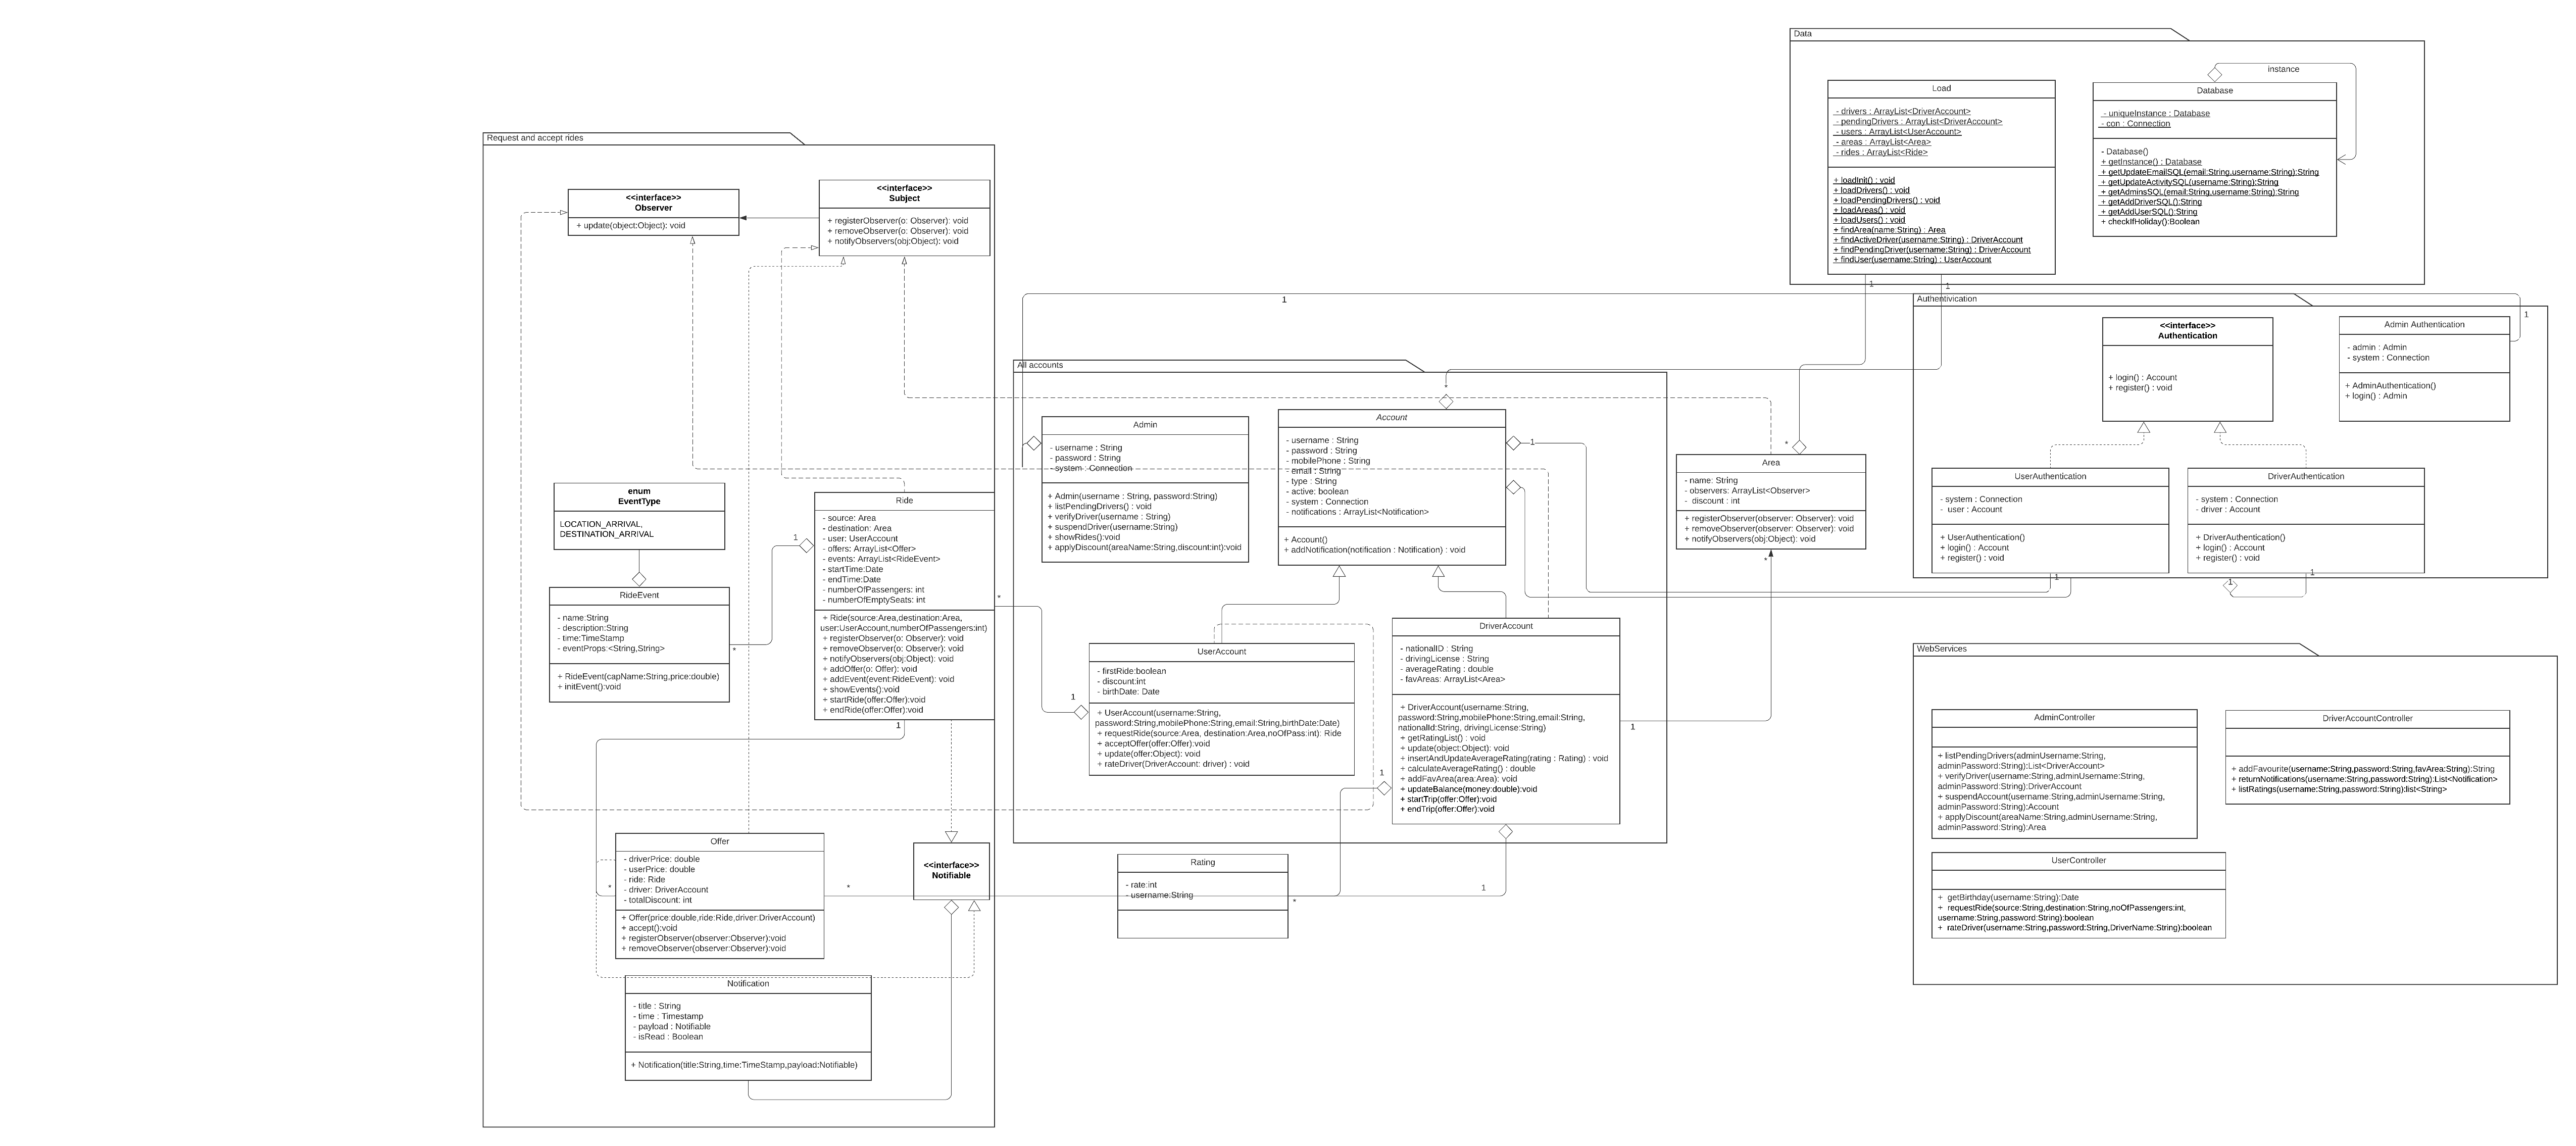 Data
Load
- drivers : ArrayList<DriverAccount>
- pendingDrivers : ArrayList<DriverAccount>
- users : ArrayList<UserAccount>
- areas : ArrayList<Area>
- rides : ArrayList<Ride>
+ loadInit() : void
+ loadDrivers() : void
+ loadPendingDrivers() : void
+ loadAreas() : void
+ loadUsers() : void
+ findArea(name:String) : Area
+ findActiveDriver(username:String) : DriverAccount
+ findPendingDriver(username:String) : DriverAccount
+ findUser(username:String) : UserAccount
1
1
instance
Database
- uniqueInstance : Database
- con : Connection
- Database()
+ getInstance() : Database
+ getUpdateEmailSQL(email:String,username:String):String
+ getUpdateActivitySQL(username:String):String
+ getAdminsSQL(email:String,username:String):String
+ getAddDriverSQL():String
+ getAddUserSQL():String
+ checkIfHoliday():Boolean
Request and accept rides
<<interface>>
Observer
+ update(object:Object): void
<<interface>>
Subject
+ registerObserver(o: Observer): void
+ removeObserver(o: Observer): void
+ notifyObservers(obj:Object): void
enum
EventType
LOCATION_ARRIVAL,
DESTINATION_ARRIVAL
RideEvent
- name:String
- description:String
- time:TimeStamp
- eventProps:<String,String>
+ RideEvent(capName:String,price:double)
+ initEvent():void
*
1
Ride
- source: Area
- destination: Area
- user: UserAccount
- offers: ArrayList<Offer>
- events: ArrayList<RideEvent>
- startTime:Date
- endTime:Date
- numberOfPassengers: int
- numberOfEmptySeats: int
+ Ride(source:Area,destination:Area,
user:UserAccount,numberOfPassengers:int)
+ registerObserver(o: Observer): void
+ removeObserver(o: Observer): void
+ notifyObservers(obj:Object): void
+ addOffer(o: Offer): void
+ addEvent(event:RideEvent): void
+ showEvents():void
+ startRide(offer:Offer):void
+ endRide(offer:Offer):void
1
*
Offer
- driverPrice: double
- userPrice: double
- ride: Ride
- driver: DriverAccount
- totalDiscount: int
+ Offer(price:double,ride:Ride,driver:DriverAccount)
+ accept():void
+ registerObserver(observer:Observer):void
+ removeObserver(observer:Observer):void
*
*
<<interface>>
Notifiable
Notification
- title : String
- time : Timestamp
- payload : Notifiable
- isRead : Boolean
+ Notification(title:String,time:TimeStamp,payload:Notifiable)
1
All accounts
Admin
- username : String
- password : String
- system : Connection
+ Admin(username : String, password:String)
+ listPendingDrivers() : void
+ verifyDriver(username : String)
+ suspendDriver(username:String)
+ showRides():void
+ applyDiscount(areaName:String,discount:int):void
*
Account
- username : String
- password : String
- mobilePhone : String
- email : String
- type : String
- active: boolean
- system : Connection
- notifications : ArrayList<Notification>
+ Account()
+ addNotification(notification : Notification) : void
1
UserAccount
- firstRide:boolean
- discount:int
- birthDate: Date
+ UserAccount(username:String,
password:String,mobilePhone:String,email:String,birthDate:Date)
+ requestRide(source:Area, destination:Area,noOfPass:int): Ride
+ acceptOffer(offer:Offer):void
+ update(offer:Object): void
+ rateDriver(DriverAccount: driver) : void
1
DriverAccount
- nationalID : String
- drivingLicense : String
- averageRating : double
- favAreas: ArrayList<Area>
+ DriverAccount(username:String,
password:String,mobilePhone:String,email:String,
nationalId:String, drivingLicense:String)
+ getRatingList() : void
+ update(object:Object): void
+ insertAndUpdateAverageRating(rating : Rating) : void
+ calculateAverageRating() : double
+ addFavArea(area:Area): void
+ updateBalance(money:double):void
+ startTrip(offer:Offer):void
+ endTrip(offer:Offer):void
1
1
1
Rating
- rate:int
- username:String
*
*
Area
- name: String
- observers: ArrayList<Observer>
- discount : int
+ registerObserver(observer: Observer): void
+ removeObserver(observer: Observer): void
+ notifyObservers(obj:Object): void
*
Authentivication
1
<<interface>>
Authentication
+ login() : Account
+ register() : void
Admin Authentication
- admin : Admin
- system : Connection
+ AdminAuthentication()
+ login() : Admin
UserAuthentication
- system : Connection
- user : Account
+ UserAuthentication()
+ login() : Account
+ register() : void
1
DriverAuthentication
- system : Connection
- driver : Account
+ DriverAuthentication()
+ login() : Account
+ register() : void
1
1
WebServices
AdminController
+ listPendingDrivers(adminUsername:String,
adminPassword:String):List<DriverAccount>
+ verifyDriver(username:String,adminUsername:String,
adminPassword:String):DriverAccount
+ suspendAccount(username:String,adminUsername:String,
adminPassword:String):Account
+ applyDiscount(areaName:String,adminUsername:String,
adminPassword:String):Area
DriverAccountController
+ addFavourite(username:String,password:String,favArea:String):String
+ returnNotifications(username:String,password:String):List<Notification>
+ listRatings(username:String,password:String):list<String>
UserController
+ getBirthday(username:String):Date
+ requestRide(source:String,destination:String,noOfPassengers:int,
username:String,password:String):boolean
+ rateDriver(username:String,password:String,DriverName:String):boolean